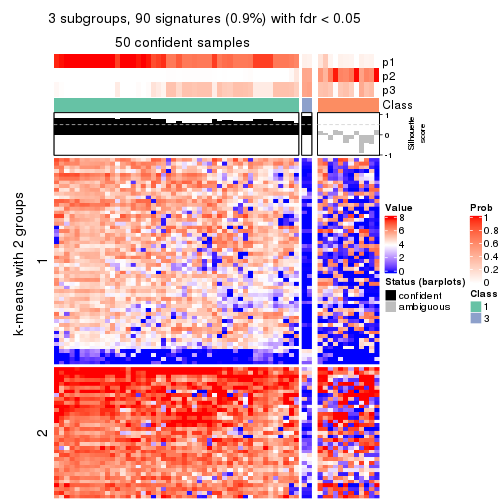 3 subgroups, 90 signatures (0.9%) with fdr < 0.05
50 confident samples
p1
p2
p3
Class
1
0
-1
Silhouette
score
k-means with 2 groups
1
2
Value
8
6
4
2
0
Status (barplots)
confident
ambiguous
Prob
1
0.8
0.6
0.4
0.2
0
Class
1
3